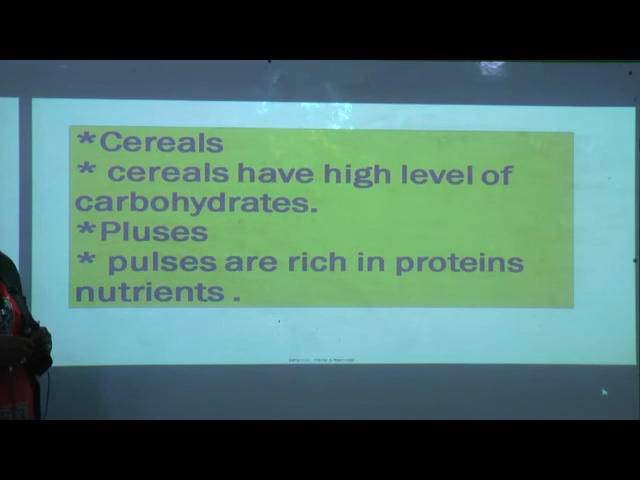 *Cereals
* cereals have high level of
carbohydrates.
*Pluses
* pulses are rich in proteins
nutrients .